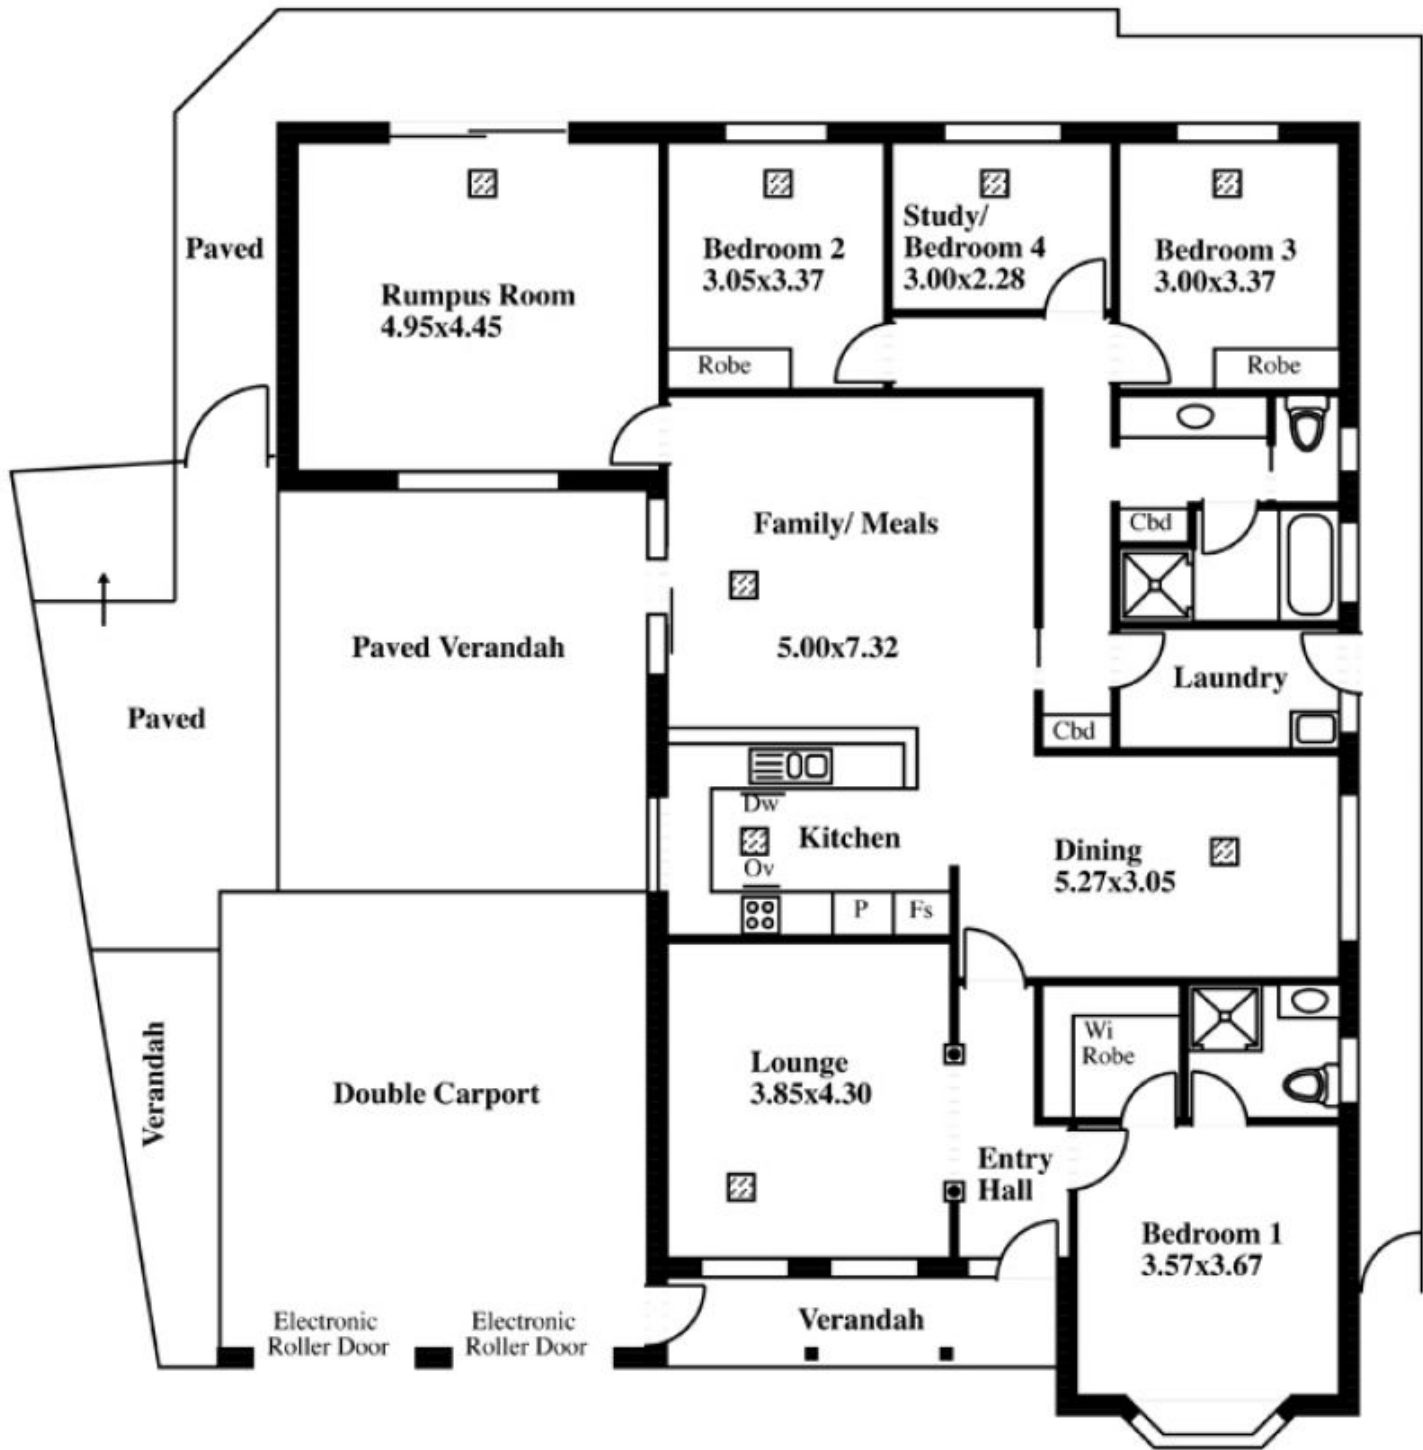 Paved
Rumpus Room
4.95x4.45
Bedroom 2
3.05x3.37
Robe
Study/
Bedroom 4
3.00x2.28
Bedroom 3
3.00x3.37
Robe
Family/ Meals
5.00x7.32
Cbd
Paved Verandah
Paved
Laundry
Cbd
Dw
Kitchen
Ov
P
Fs
Dining
5.27x3.05
Verandah
Double Carport
Lounge
3.85x4.30
Wi
Robe
Entry
Hall
Bedroom 1
3.57x3.67
Electronic
Roller Door
Electronic
Roller Door
Verandah